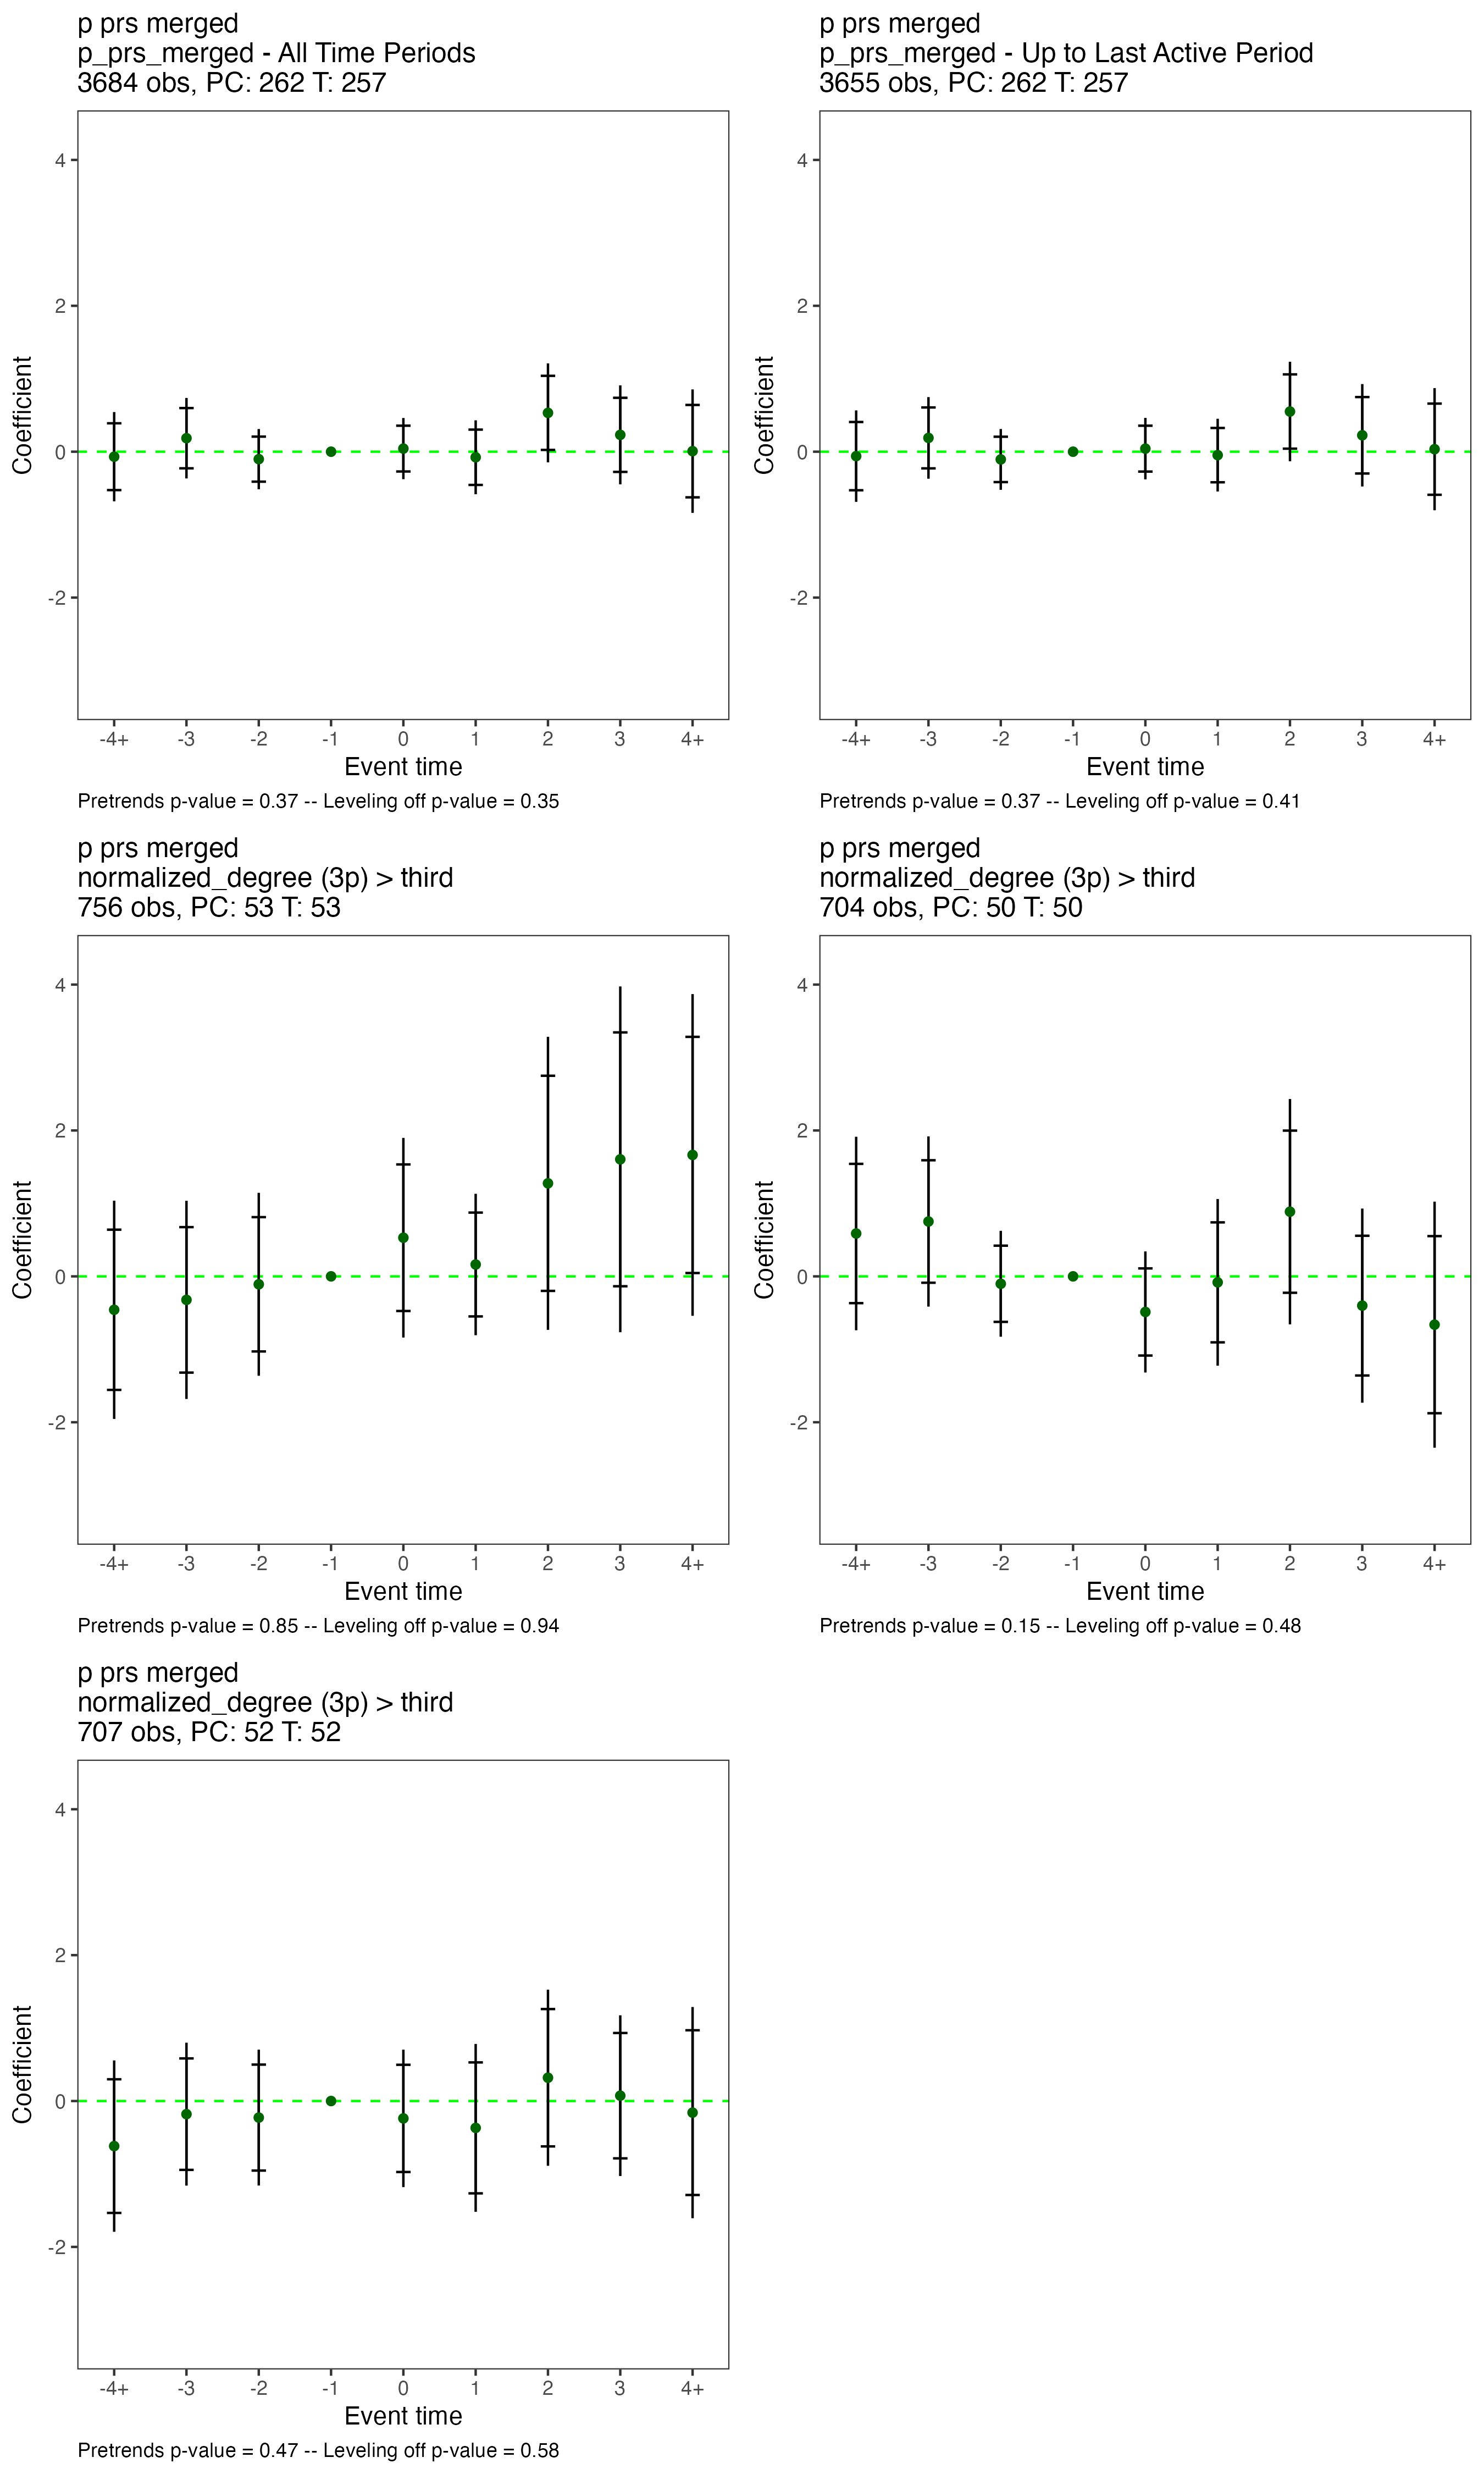 p prs merged
p_prs_merged - All Time Periods
3684 obs, PC: 262 T: 257
4
2
0
-2
Coefficient
-4+ -3 -2 -1 0 1 2 3 4+
Event time
Pretrends p-value = 0.37 -- Leveling off p-value = 0.35
p prs merged
p_prs_merged - Up to Last Active Period
3655 obs, PC: 262 T: 257
4
2
0
-2
Coefficient
-4+ -3 -2 -1 0 1 2 3 4+
Event time
Pretrends p-value = 0.37 -- Leveling off p-value = 0.41
p prs merged
normalized_degree (3p) > third
756 obs, PC: 53 T: 53
4
2
0
-2
Coefficient
-4+ -3 -2 -1 0 1 2 3 4+
Event time
Pretrends p-value = 0.85 -- Leveling off p-value = 0.94
p prs merged
normalized_degree (3p) > third
704 obs, PC: 50 T: 50
4
2
0
-2
Coefficient
-4+ -3 -2 -1 0 1 2 3 4+
Event time
Pretrends p-value = 0.15 -- Leveling off p-value = 0.48
p prs merged
normalized_degree (3p) > third
707 obs, PC: 52 T: 52
4
2
0
-2
Coefficient
-4+ -3 -2 -1 0 1 2 3 4+
Event time
Pretrends p-value = 0.47 -- Leveling off p-value = 0.58